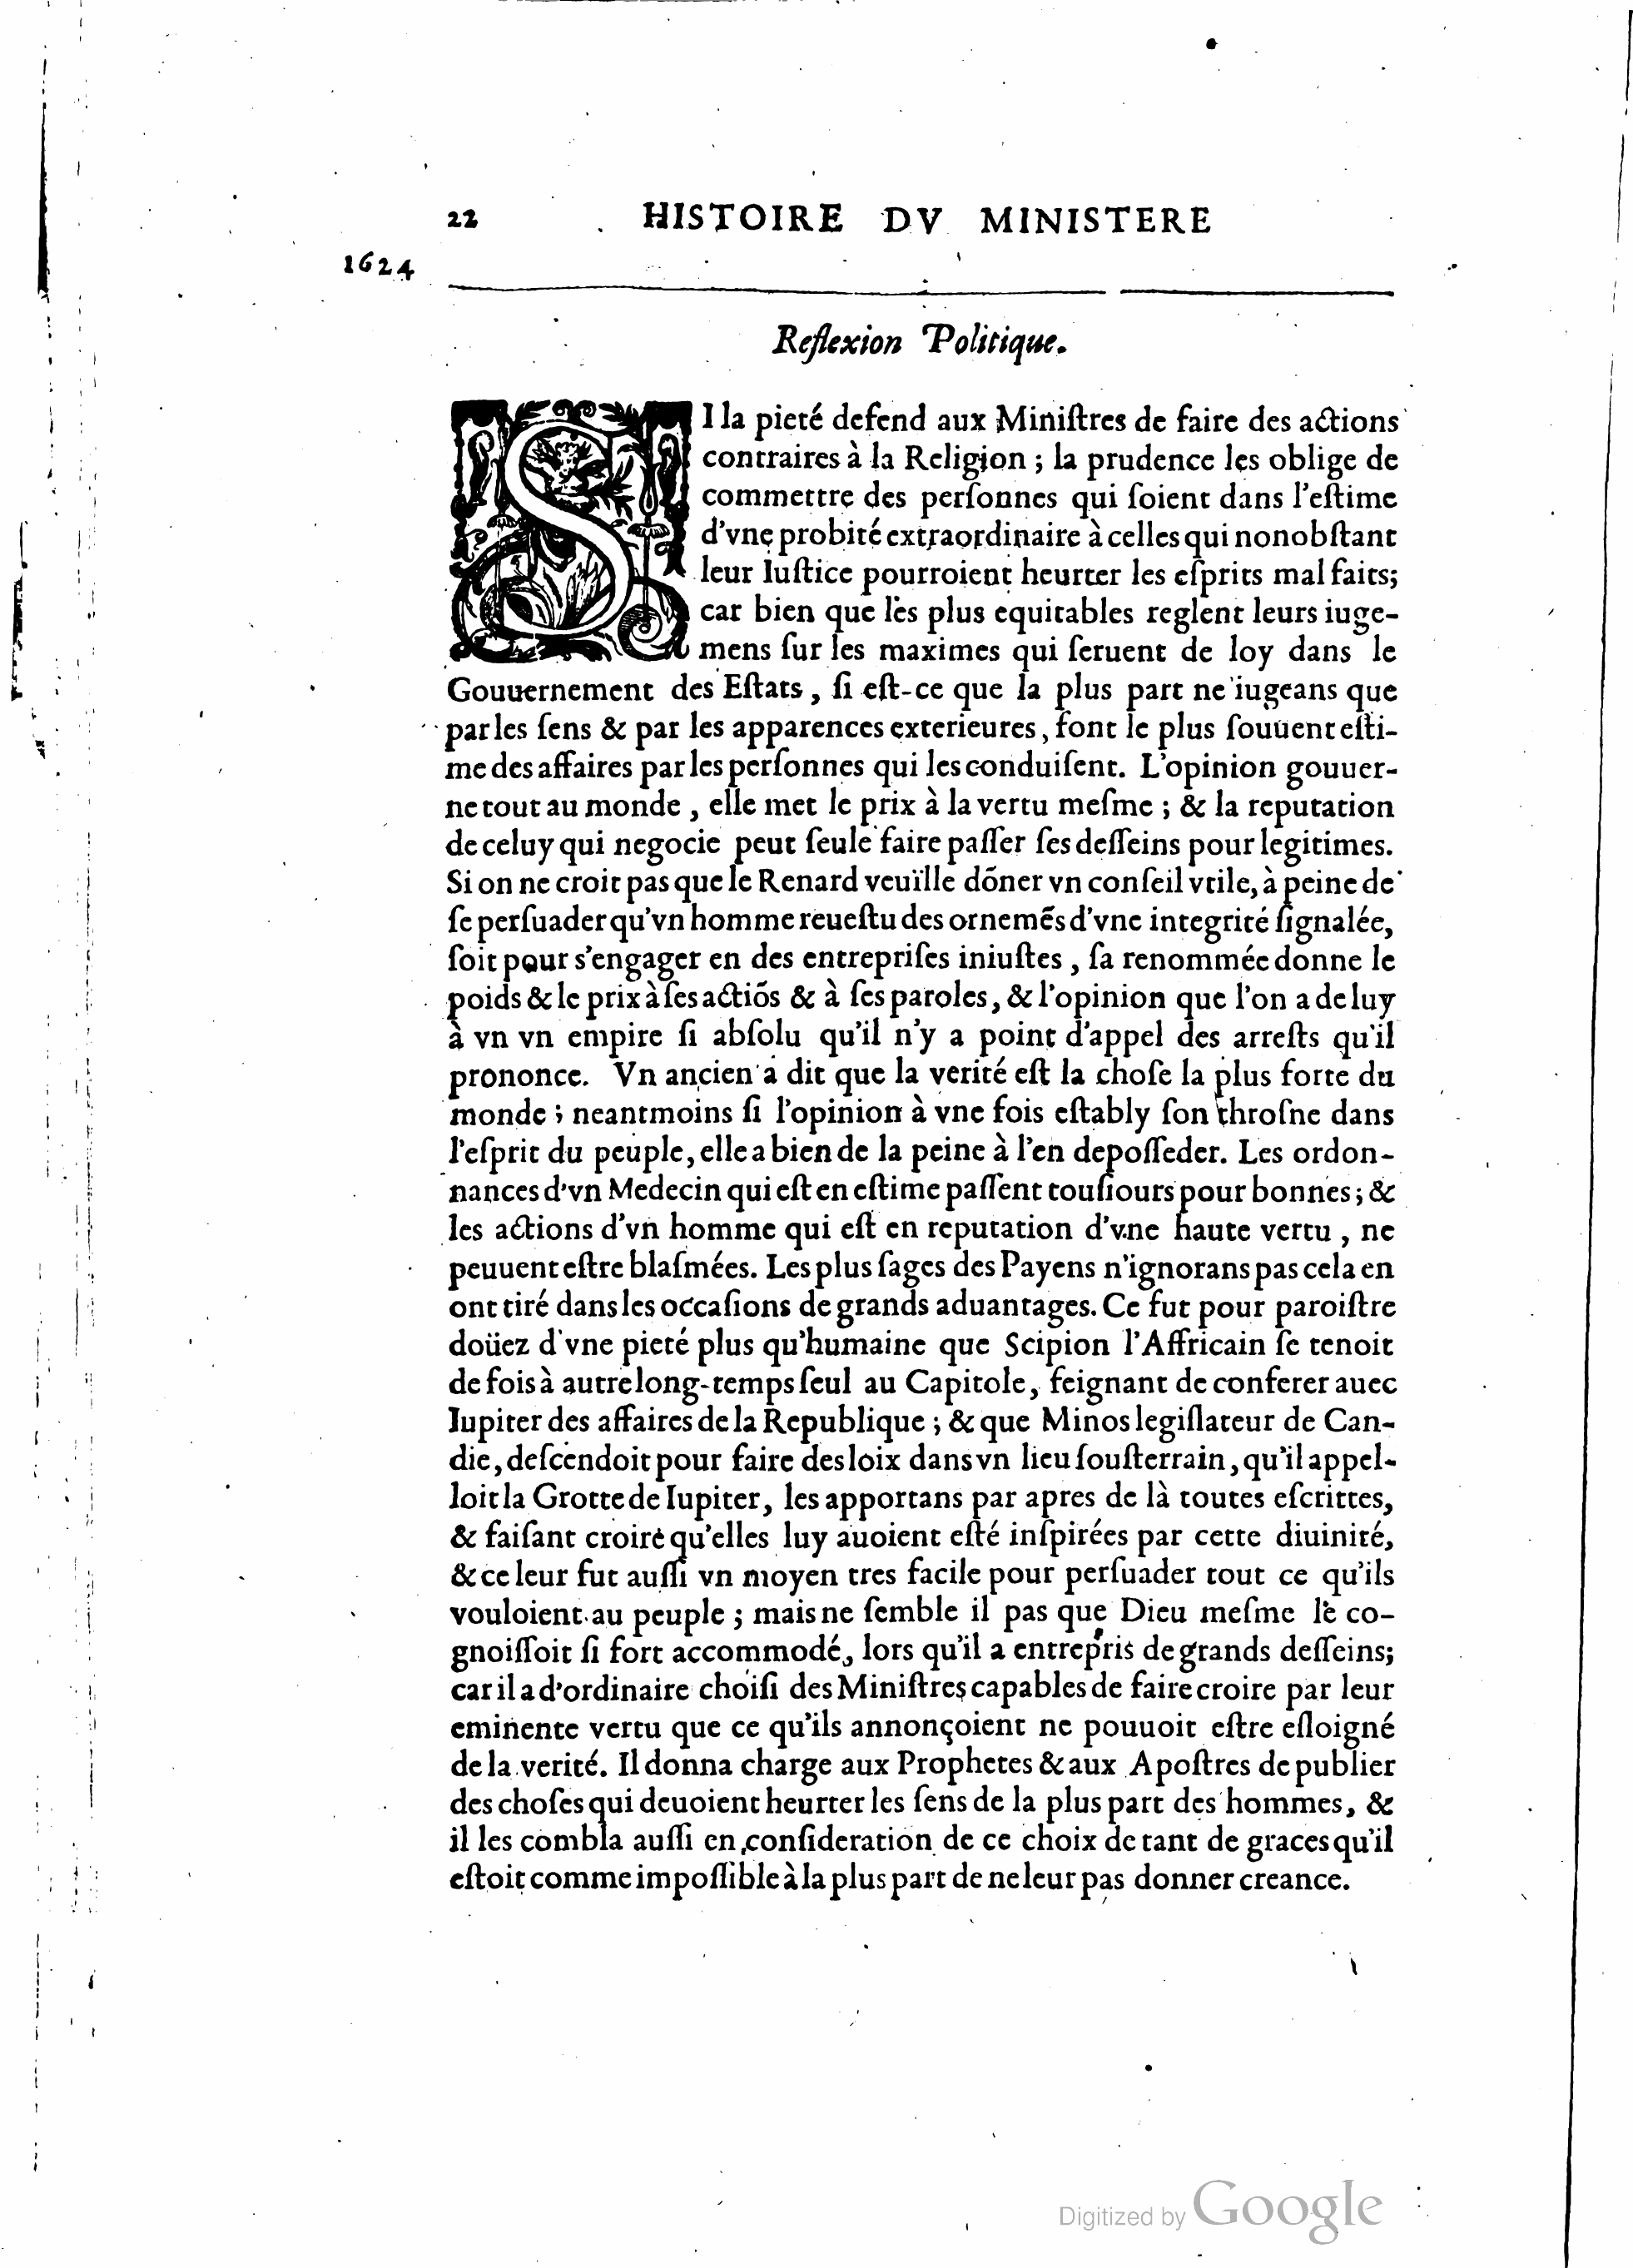 22 HISTOIRE DV MINISTERE
1624
Reflexion Politique.
SI la pieté defend aux Miniſtres de faire des actions
contraires à la Religion ; la prudence les oblige de
commettre des perſonnes qui ſoient dans l'eſtime
d'vne probité extraordinaire à celles qui nonobſtant
leur Iuſtice pourroient heurter les eſprits mal faits;
car bien que les plus equitables reglent leurs iuge-
mens ſur les maximes qui ſeruent de loy dans le
Gouuernement des Eſtats, ſi eſt-ce que la plus part ne iugeans que
par les ſens & par les apparences exterieures, font le plus ſouuent eſti-
me des affaires par les perſonnes qui les conduiſent. L'opinion gouuer-
ne tout au monde, elle met le prix à la vertu meſme ; & la reputation
de celuy qui negocie peut ſeule faire paſſer ſes deſſeins pour legitimes.
Si on ne croit pas que le Renard veuïlle dõner vn conſeil vtile, à peine de
ſe perſuader qu'vn homme reueſtu des ornemẽs d'vne integrité ſignalée,
ſoit pour s'engager en des entrepriſes iniuſtes, ſa renommée donne le
poids & le prix à ſes actiõs & à ſes paroles, & l'opinion que l'on a de luy
à vn vn empire ſi abſolu qu'il n'y a point d'appel des arreſts qu'il
prononce. Vn ancien a dit que la verité eſt la choſe la plus forte du
monde ; neantmoins ſi l'opinion à vne fois eſtably ſon throſne dans
l'eſprit du peuple, elle a bien de la peine à l'en depoſſeder. Les ordon-
nances d'vn Medecin qui eſt en eſtime paſſent touſiours pour bonnes ; &
les actions d'vn homme qui eſt en reputation d'vne haute vertu, ne
peuuent eſtre blaſmées. Les plus ſages des Payens n'ignorans pas cela en
ont tiré dans les occaſions de grands aduantages. Ce fut pour paroiſtre
doüez d'vne pieté plus qu'humaine que Scipion l'Affricain ſe tenoit
de fois à autre long-temps ſeul au Capitole, feignant de conferer auec
Iupiter des affaires de la Republique ; & que Minos legiſlateur de Can-
die, deſcendoit pour faire des loix dans vn lieu ſouſterrain, qu'il appel-
loit la Grotte de Iupiter, les apportans par apres de là toutes eſcrittes,
& faiſant croire qu'elles luy auoient eſté inſpirées par cette diuinité,
& ce leur fut auſſi vn moyen tres facile pour perſuader tout ce qu'ils
vouloient au peuple ; mais ne ſemble il pas que Dieu meſme le co-
gnoiſſoit ſi fort accommodé, lors qu'il a entrepris de grands deſſeins;
car il a d'ordinaire choiſi des Miniſtres capables de faire croire par leur
eminente vertu que ce qu'ils annonçoient ne pouuoit eſtre eſloigné
de la verité. Il donna charge aux Prophetes & aux Apoſtres de publier
des choſes qui deuoient heurter les ſens de la plus part des hommes, &
il les combla auſſi en conſideration de ce choix de tant de graces qu'il
eſtoit comme impoſſible à la plus part de ne leur pas donner creance.
Digitized by Google